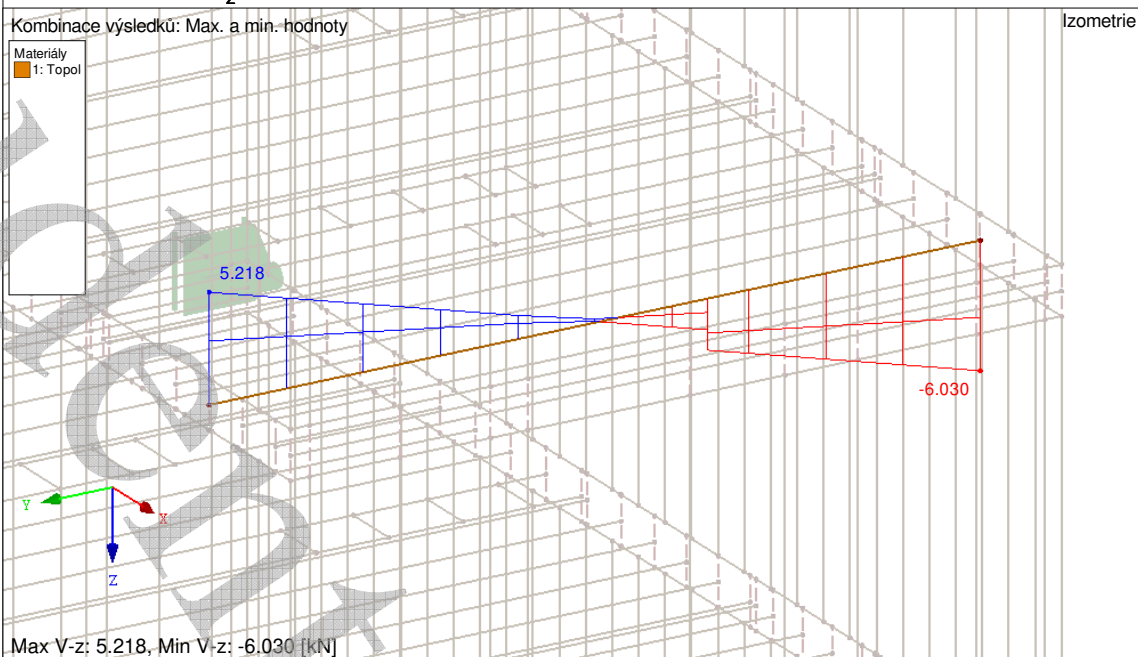 Kombinace výsledků: Max. a min. hodnoty
Izometrie
Materiály
1: Topol
5.218
-6.030
Y
X
Z
Max V-z: 5.218, Min V-z: -6.030 [kN]